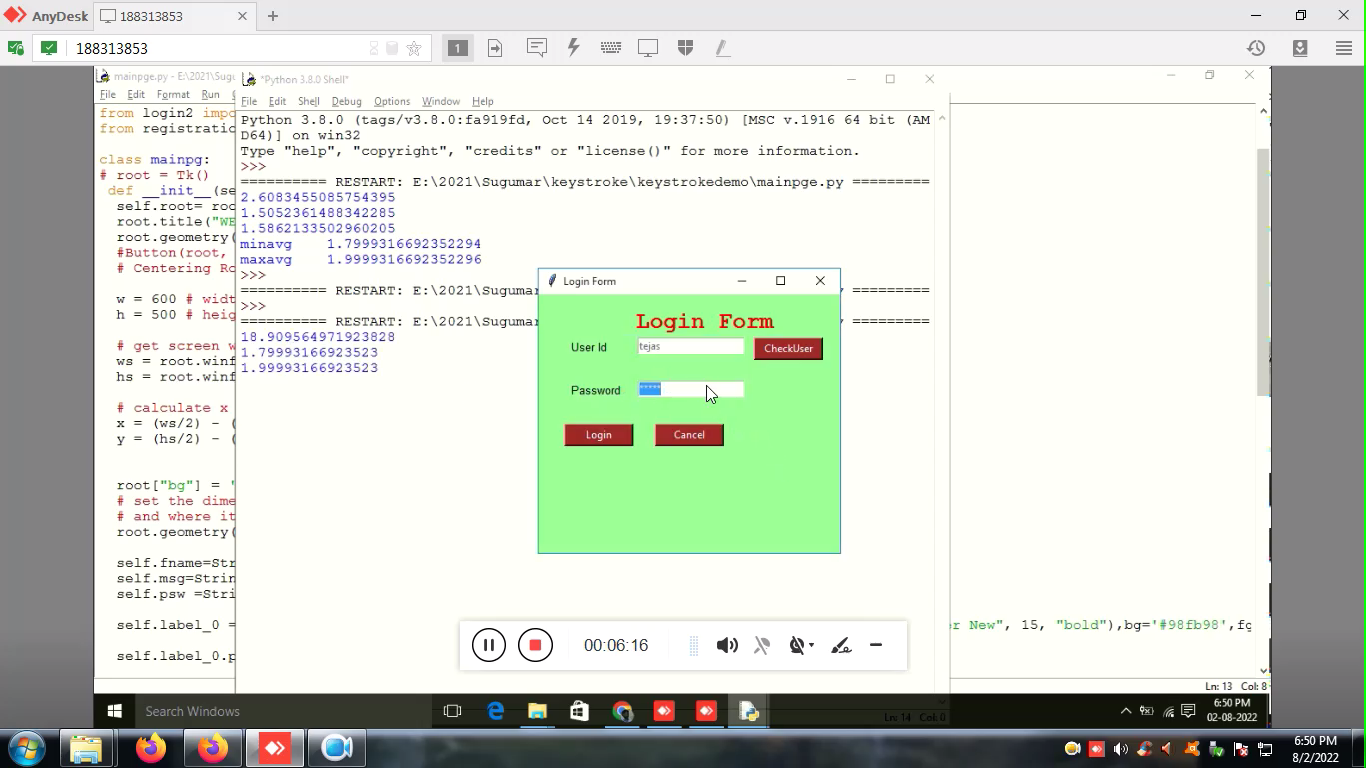 AnyDesk
188313853
188313853
1
mainpge.py - E:\2021\Sugu
*Python 3.8.0 Shell*
File Edit Format Run
File Edit Shell Debug Options Window Help
from login2 impo
from registratio
class mainpg:
# root = Tk()
def __init__(se
self.root= roo
root.title("WE
root.geometry(
#Button(root,
# Centering Ro
w = 600 # widt
h = 500 # heig
# get screen w
ws = root.winf
hs = root.winf
# calculate x
x = (ws/2) - (
y = (hs/2) - (
root["bg"] = '
# set the dime
# and where it
root.geometry(
self.fname=Str
self.msg=Strin
self.psw =Stri
self.label_0 =
self.label_0.p
Python 3.8.0 (tags/v3.8.0:fa919fd, Oct 14 2019, 19:37:50) [MSC v.1916 64 bit (AM
D64)] on win32
Type "help", "copyright", "credits" or "license()" for more information.
>>>
========== RESTART: E:\2021\Sugumar\keystroke\keystrokedemo\mainpge.py =========
2.6083455085754395
1.5052361488342285
1.5862133502960205
minavg 1.7999316692352294
maxavg 1.9999316692352296
>>>
========== RESTART: E:\2021\Sugumar =========
>>>
========== RESTART: E:\2021\Sugumar =========
18.909564971923828
1.79993166923523
1.99993166923523
Login Form
Login Form
User Id tejas CheckUser
Password *****
Login Cancel
er New", 15, "bold"),bg='#98fb98',fg
00:06:16
Ln: 13 Col: 8
Ln: 14 Col: 0
Search Windows
6:50 PM
02-08-2022
6:50 PM
8/2/2022